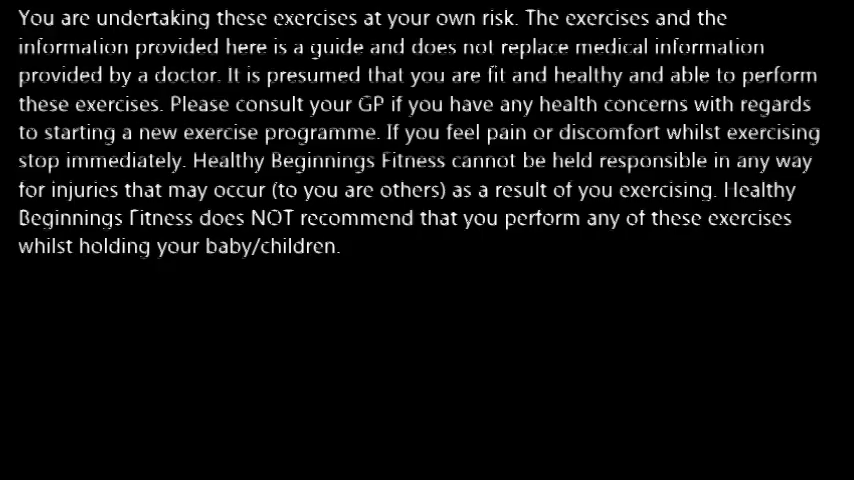 You are undertaking these exercises at your own risk. The exercises and the
information provided here is a guide and does not replace medical information
provided by a doctor. It is presumed that you are fit and healthy and able to perform
these exercises. Please consult your GP if you have any health concerns with regards
to starting a new exercise programme. If you feel pain or discomfort whilst exercising
stop immediately. Healthy Beginnings Fitness cannot be held responsible in any way
for injuries that may occur (to you are others) as a result of you exercising. Healthy
Beginnings Fitness does NOT recommend that you perform any of these exercises
whilst holding your baby/children.